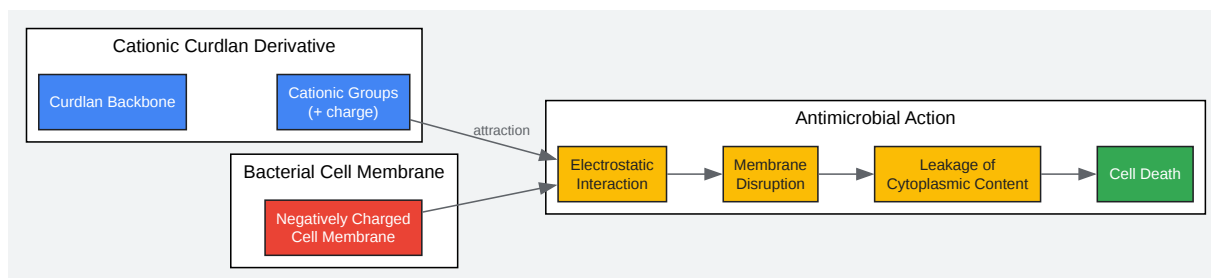 Cationic Curdlan Derivative
Curdlan Backbone
Cationic Groups
(+ charge)
attraction
Bacterial Cell Membrane
Negatively Charged
Cell Membrane
Antimicrobial Action
Electrostatic
Interaction
Membrane
Disruption
Leakage of
Cytoplasmic Content
Cell Death